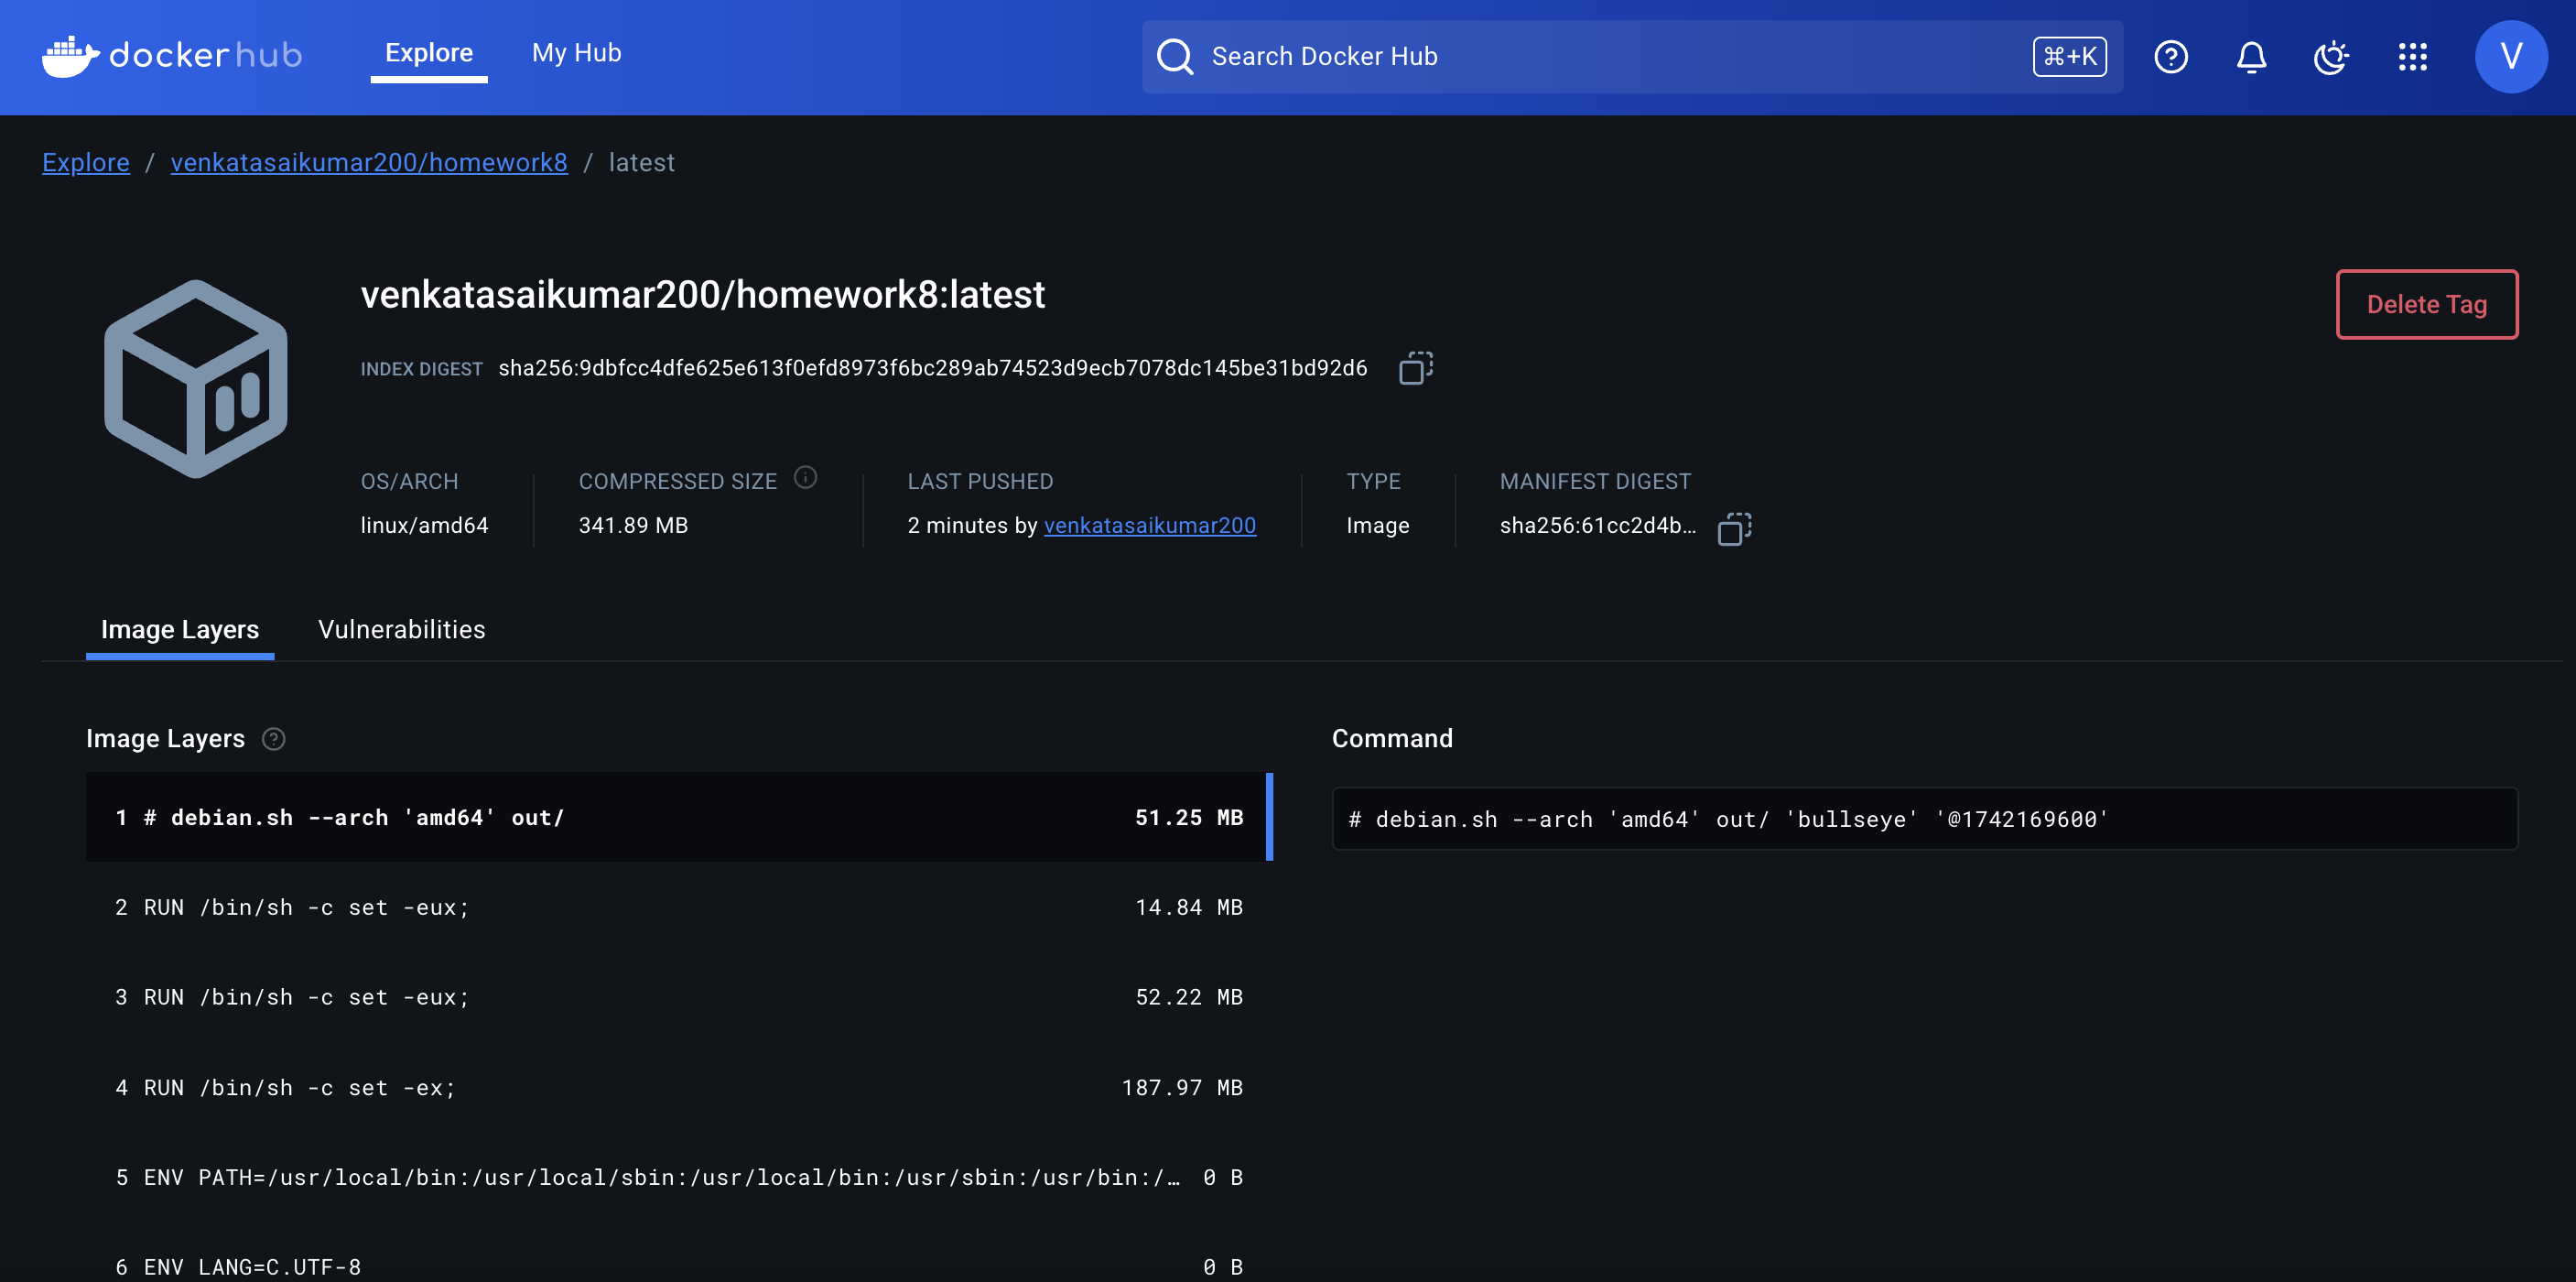 dockerhub Explore My Hub Search Docker Hub ⌘+K V
Explore / venkatasaikumar200/homework8 / latest
venkatasaikumar200/homework8:latest
Delete Tag
INDEX DIGEST sha256:9dbfcc4dfe625e613f0efd8973f6bc289ab74523d9ecb7078dc145be31bd92d6
OS/ARCH COMPRESSED SIZE LAST PUSHED TYPE MANIFEST DIGEST
linux/amd64 341.89 MB 2 minutes by venkatasaikumar200 Image sha256:61cc2d4b...
Image Layers Vulnerabilities
Image Layers Command
1 # debian.sh --arch 'amd64' out/ 51.25 MB
# debian.sh --arch 'amd64' out/ 'bullseye' '@1742169600'
2 RUN /bin/sh -c set -eux; 14.84 MB
3 RUN /bin/sh -c set -eux; 52.22 MB
4 RUN /bin/sh -c set -ex; 187.97 MB
5 ENV PATH=/usr/local/bin:/usr/local/sbin:/usr/local/bin:/usr/sbin:/usr/bin:/… 0 B
6 ENV LANG=C.UTF-8 0 B